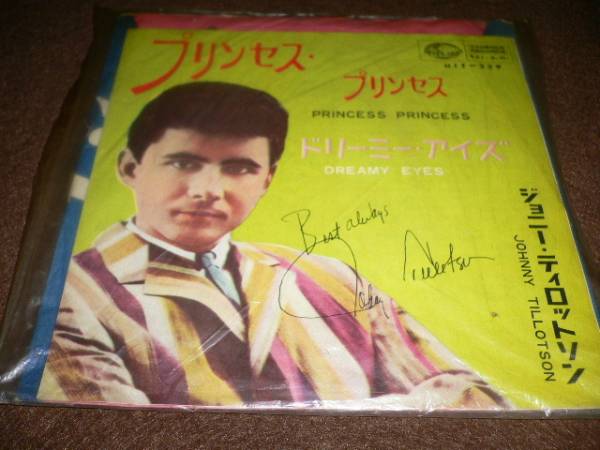 プリンセス・
プリンセス
PRINCESS PRINCESS
ドリーミー・アイズ
DREAMY EYES
Best always
Johnny Tillotson
ジョニー・ティロットソン
JOHNNY TILLOTSON